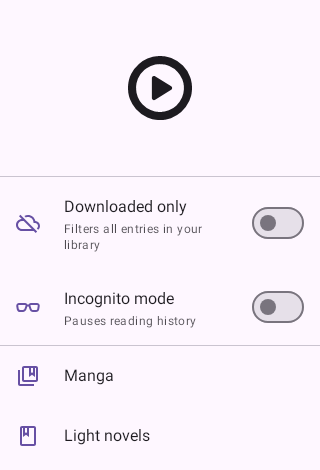 Downloaded only
Filters all entries in your
library
Incognito mode
Pauses reading history
Manga
Light novels